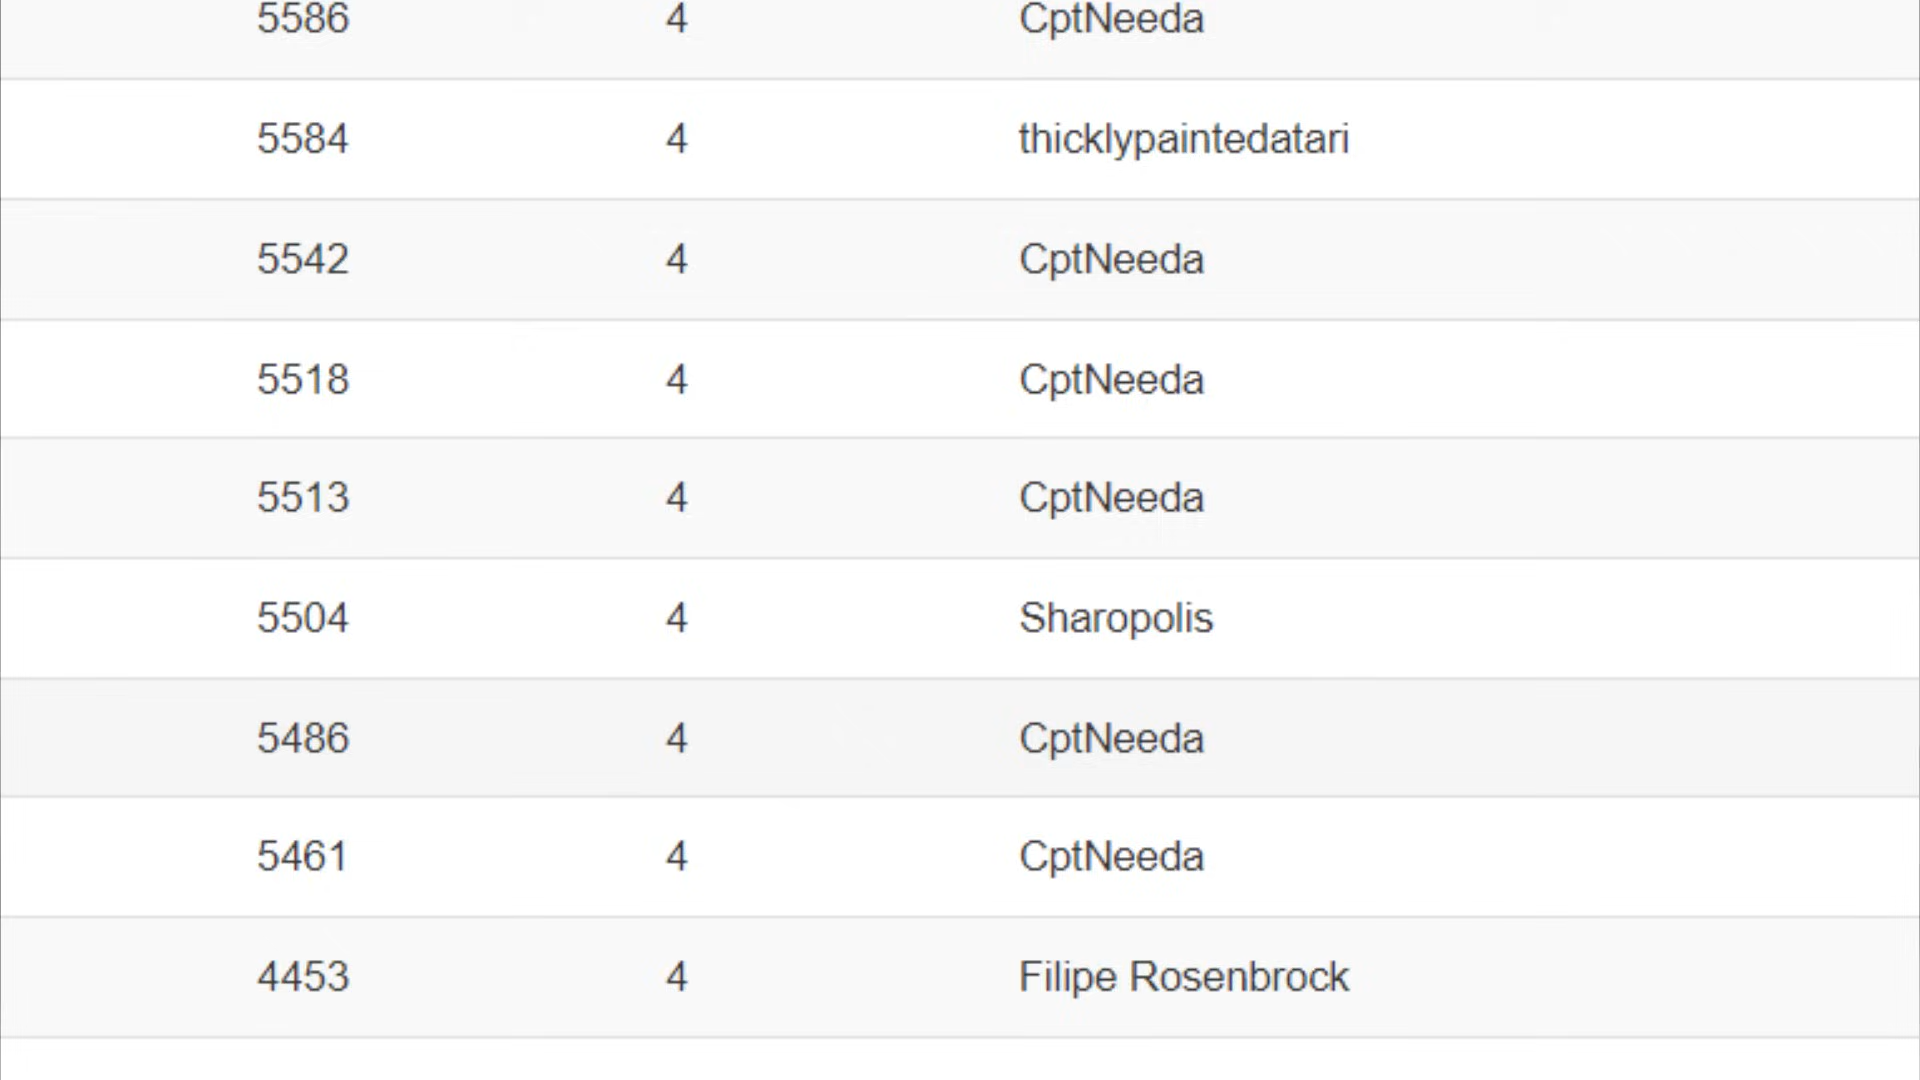 5586 4 CptNeeda
5584 4 thicklypaintedatari
5542 4 CptNeeda
5518 4 CptNeeda
5513 4 CptNeeda
5504 4 Sharopolis
5486 4 CptNeeda
5461 4 CptNeeda
4453 4 Filipe Rosenbrock